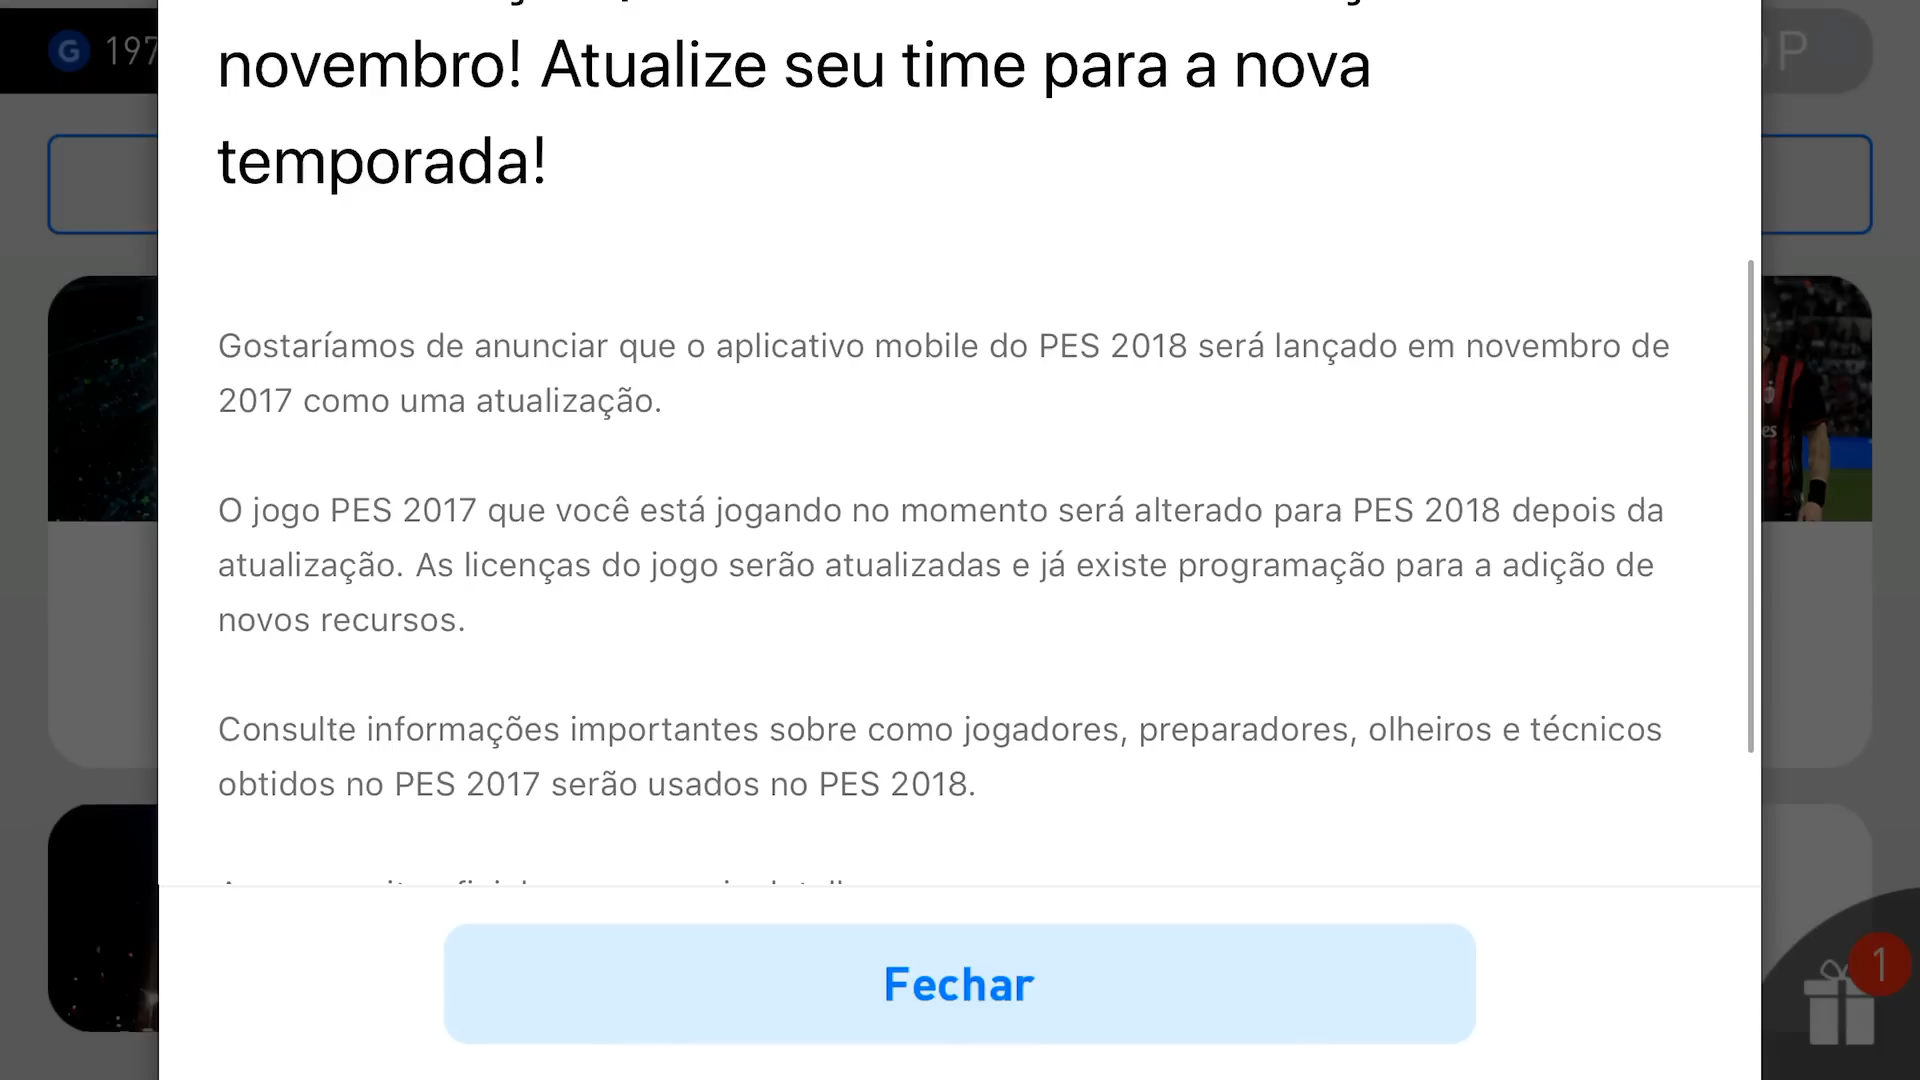 G 197
P
novembro! Atualize seu time para a nova
temporada!
Gostaríamos de anunciar que o aplicativo mobile do PES 2018 será lançado em novembro de
2017 como uma atualização.
O jogo PES 2017 que você está jogando no momento será alterado para PES 2018 depois da
atualização. As licenças do jogo serão atualizadas e já existe programação para a adição de
novos recursos.
Consulte informações importantes sobre como jogadores, preparadores, olheiros e técnicos
obtidos no PES 2017 serão usados no PES 2018.
Fechar
1